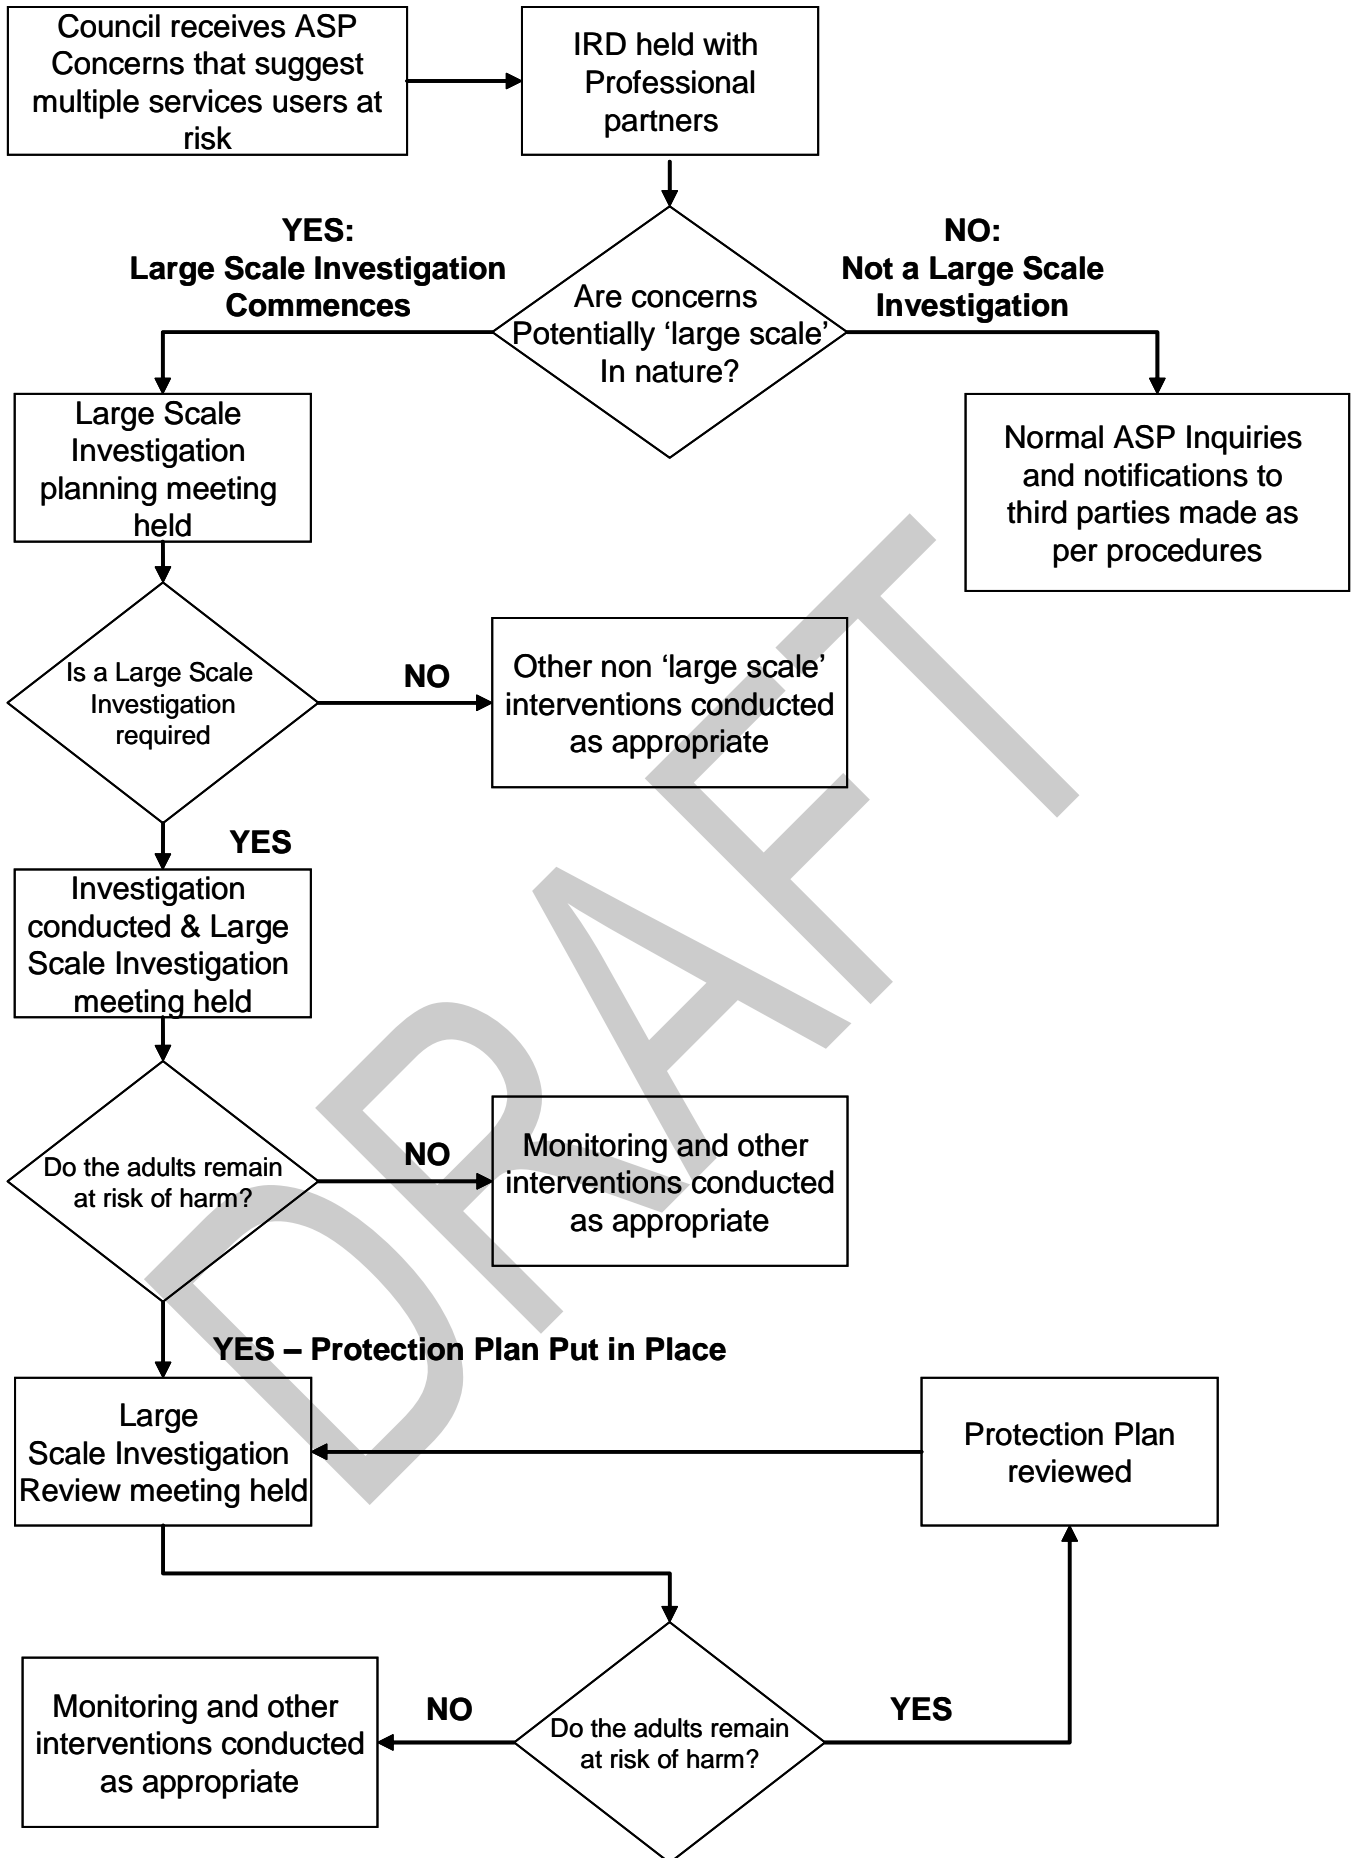 Council receives ASP
Concerns that suggest
multiple services users at
risk
IRD held with
Professional
partners
YES:
Large Scale Investigation
Commences
NO:
Not a Large Scale
Investigation
Are concerns
Potentially ‘large scale’
In nature?
Large Scale
Investigation
planning meeting
held
Normal ASP Inquiries
and notifications to
third parties made as
per procedures
Is a Large Scale
Investigation
required
NO
Other non ‘large scale’
interventions conducted
as appropriate
YES
Investigation
conducted & Large
Scale Investigation
meeting held
Do the adults remain
at risk of harm?
NO
Monitoring and other
interventions conducted
as appropriate
YES – Protection Plan Put in Place
Large
Scale Investigation
Review meeting held
Protection Plan
reviewed
Monitoring and other
interventions conducted
as appropriate
NO
Do the adults remain
at risk of harm?
YES
DRAFT